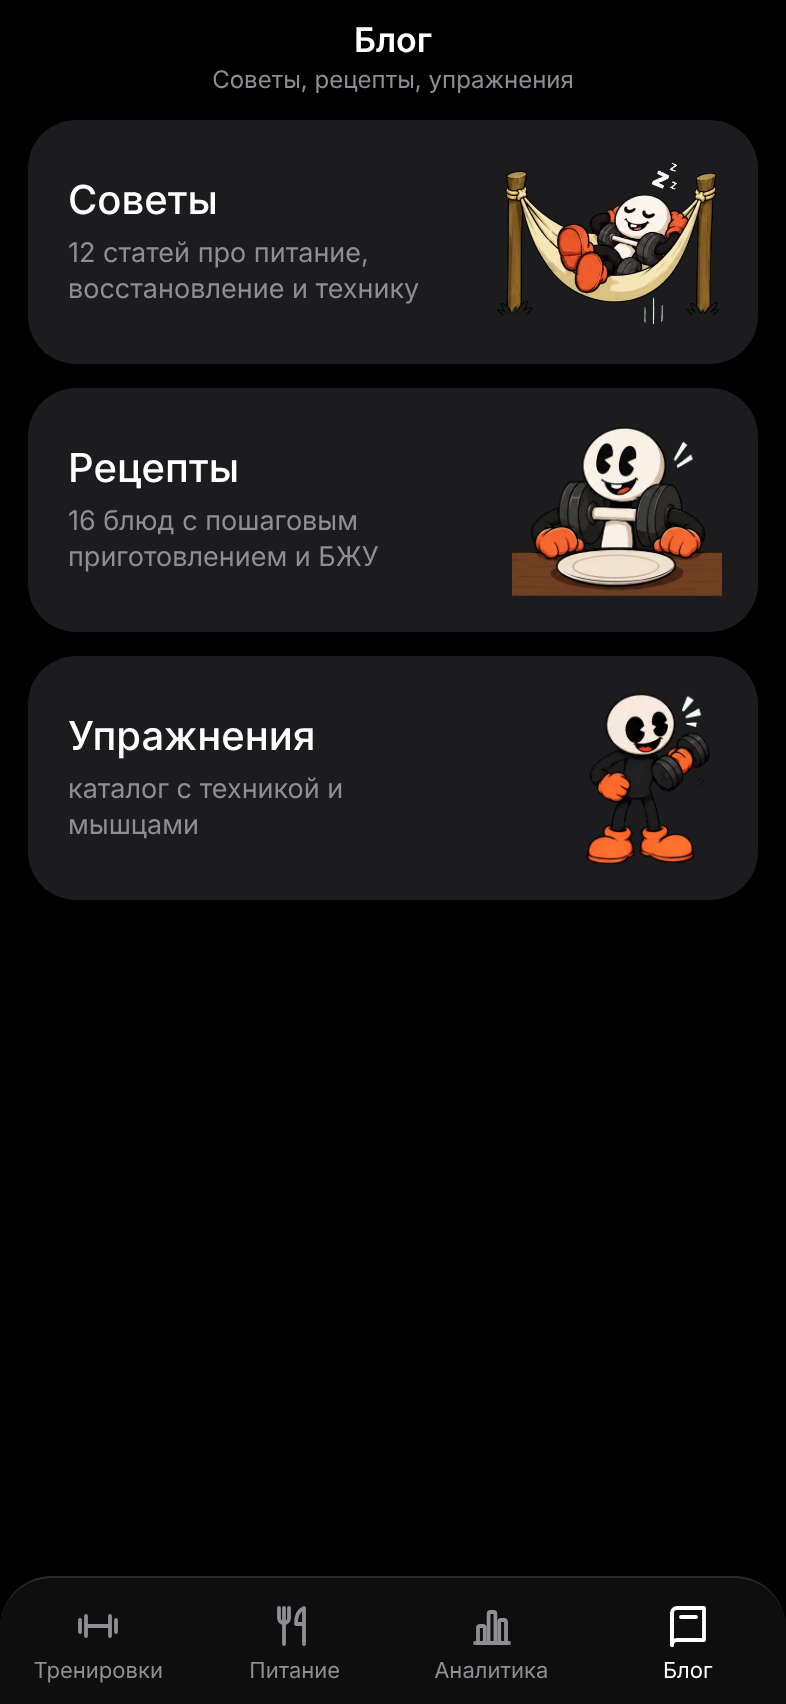 Блог
Советы, рецепты, упражнения
Советы
12 статей про питание,
восстановление и технику
z z z
Рецепты
16 блюд с пошаговым
приготовлением и БЖУ
Упражнения
каталог с техникой и
мышцами
Тренировки
Питание
Аналитика
Блог